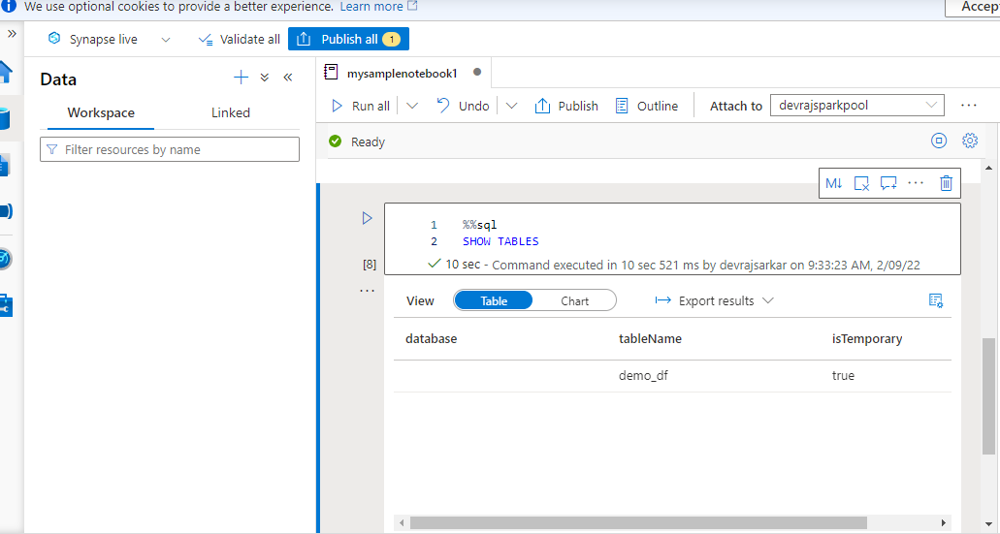 We use optional cookies to provide a better experience. Learn more
Accep
Synapse live
Validate all
Publish all 1
Data
Workspace
Linked
Filter resources by name
mysamplenotebook1
Run all
Undo
Publish
Outline
Attach to
devrajsparkpool
Ready
M↓
1 %%sql
2 SHOW TABLES
[8]
10 sec - Command executed in 10 sec 521 ms by devrajsarkar on 9:33:23 AM, 2/09/22
View
Table
Chart
Export results
database tableName isTemporary
demo_df true